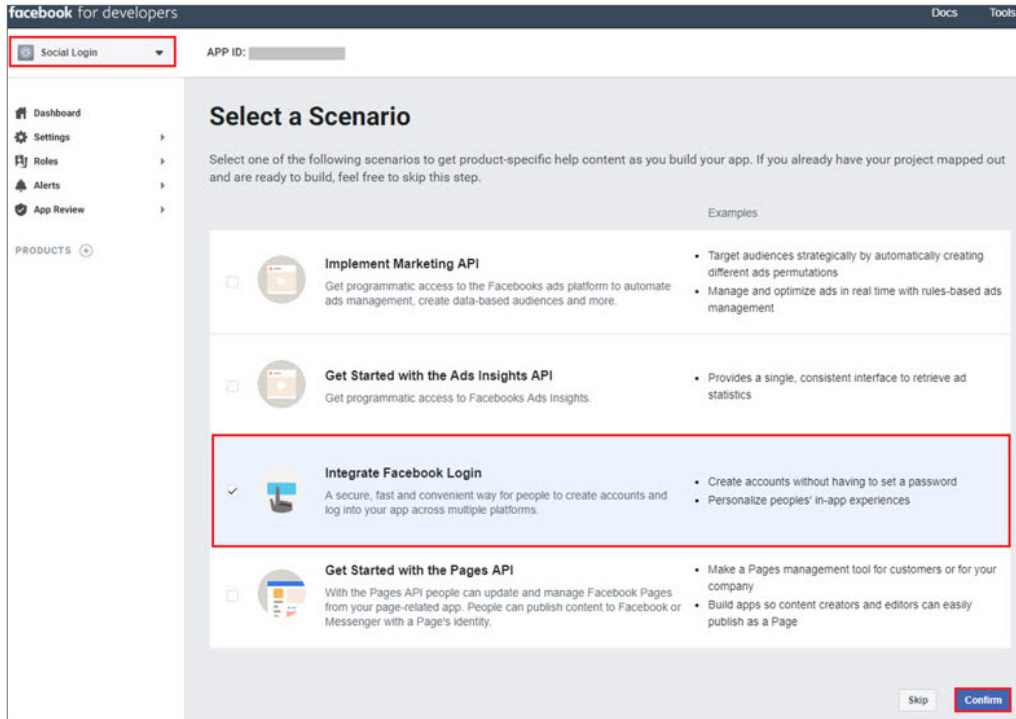 facebook for developers
Docs Tools
Social Login
APP ID:
Dashboard
Settings
Roles
Alerts
App Review
PRODUCTS
Select a Scenario
Select one of the following scenarios to get product-specific help content as you build your app. If you already have your project mapped out
and are ready to build, feel free to skip this step.
Examples
Implement Marketing API
Get programmatic access to the Facebooks ads platform to automate
ads management, create data-based audiences and more.
• Target audiences strategically by automatically creating
different ads permutations
• Manage and optimize ads in real time with rules-based ads
management
Get Started with the Ads Insights API
Get programmatic access to Facebooks Ads Insights.
• Provides a single, consistent interface to retrieve ad
statistics
Integrate Facebook Login
A secure, fast and convenient way for people to create accounts and
log into your app across multiple platforms.
• Create accounts without having to set a password
• Personalize peoples' in-app experiences
Get Started with the Pages API
With the Pages API people can update and manage Facebook Pages
from your page-related app. People can publish content to Facebook or
Messenger with a Page's identity.
• Make a Pages management tool for customers or for your
company
• Build apps so content creators and editors can easily
publish as a Page
Skip Confirm